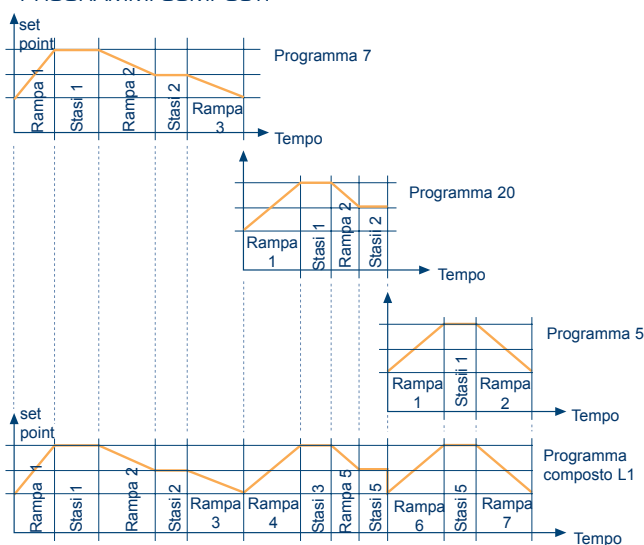 set
point
Programma 7
Rampa 1
Stasi 1
Rampa 2
Stasi 2
Rampa
3
Tempo
Programma 20
Rampa
1
Stasi 1
Rampa 2
Stasi 2
Tempo
Programma 5
Rampa
1
Stasii 1
Rampa
2
Tempo
set
point
Programma
composto L1
Rampa 1
Stasi 1
Rampa 2
Stasi 2
Rampa
3
Rampa
4
Stasi 3
Rampa 5
Stasi 5
Rampa
6
Stasi 5
Rampa
7
Tempo